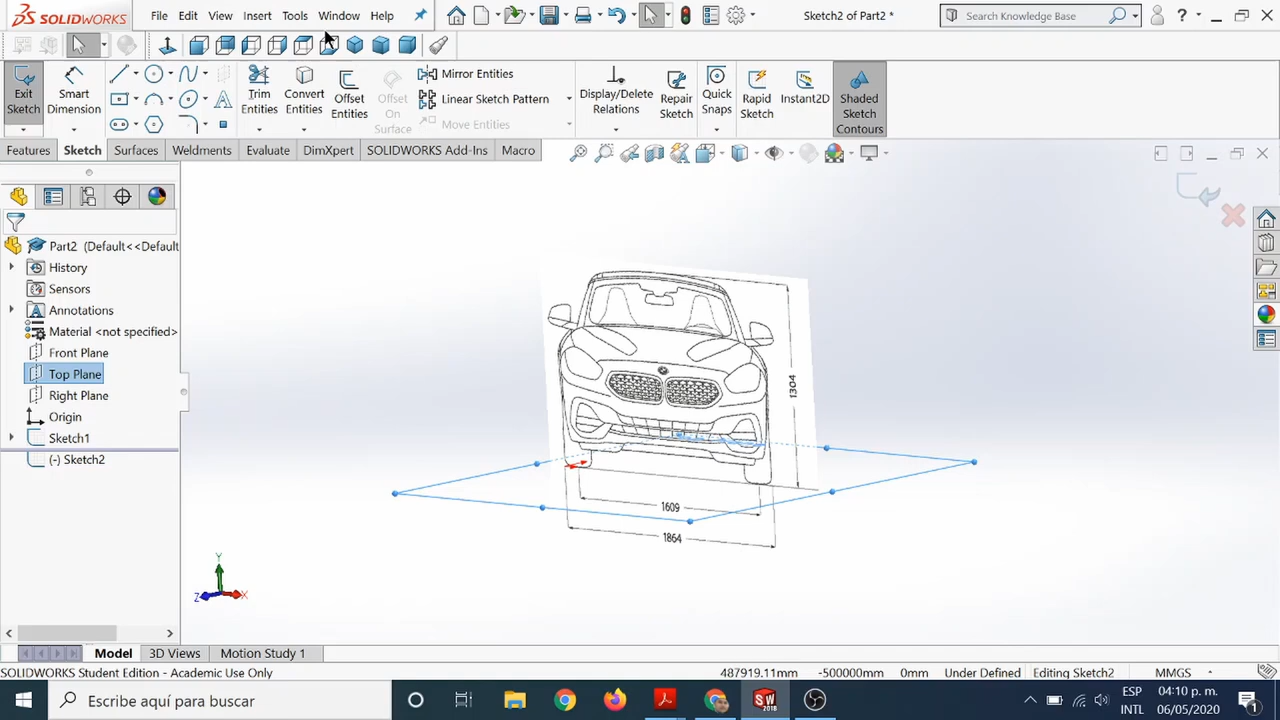 SOLIDWORKS
File Edit View Insert Tools Window Help
Sketch2 of Part2 *
Search Knowledge Base
Exit Sketch
Smart Dimension
Trim Entities
Convert Entities
Offset Entities
Offset On Surface
Mirror Entities
Linear Sketch Pattern
Move Entities
Display/Delete Relations
Repair Sketch
Quick Snaps
Rapid Sketch
Instant2D
Shaded Sketch Contours
Features Sketch Surfaces Weldments Evaluate DimXpert SOLIDWORKS Add-Ins Macro
Part2 (Default<<Default
History
Sensors
Annotations
Material <not specified>
Front Plane
Top Plane
Right Plane
Origin
Sketch1
(-) Sketch2
1304
1609
1864
Y
Z X
Model 3D Views Motion Study 1
SOLIDWORKS Student Edition - Academic Use Only
487919.11mm -500000mm 0mm Under Defined Editing Sketch2 MMGS
Escribe aquí para buscar
SW
2018
ESP
INTL
04:10 p. m.
06/05/2020
1